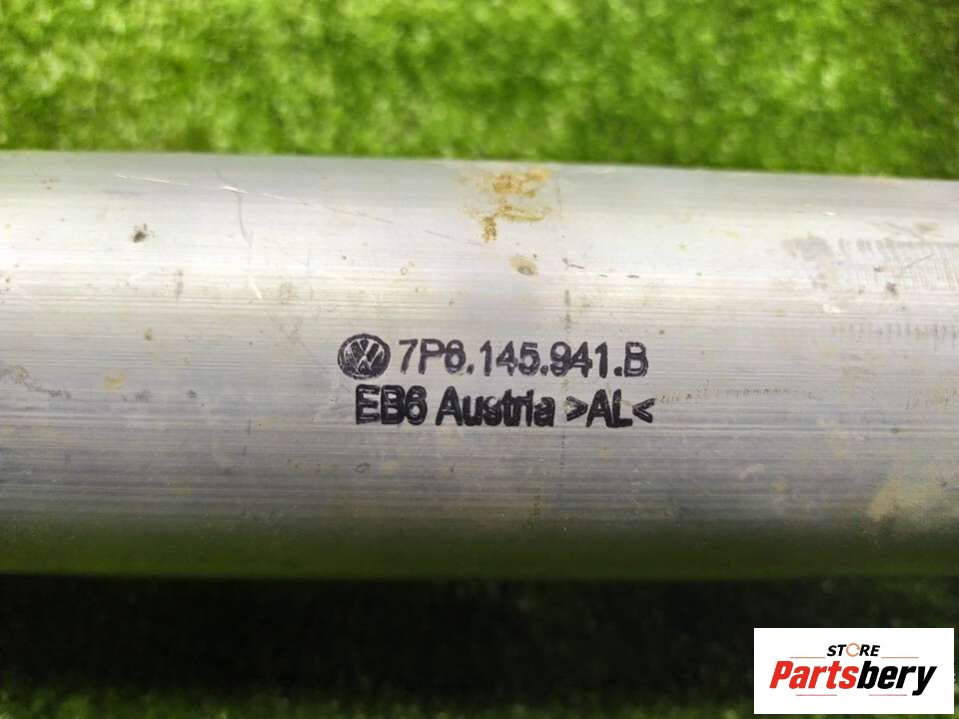 7P6.145.941.B
EB6 Austria >AL<
STORE
Partsbery